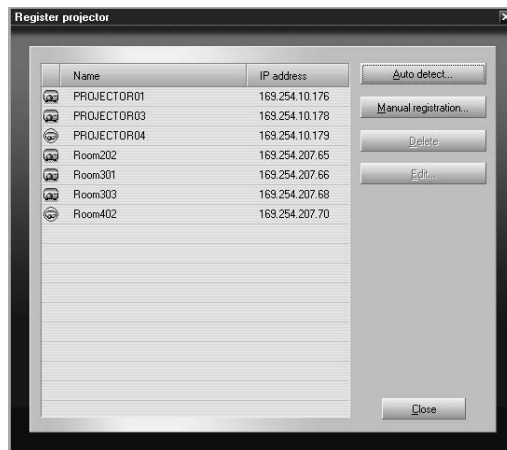 Register projector
Name IP address
PROJECTOR01 169.254.10.176
PROJECTOR03 169.254.10.178
PROJECTOR04 169.254.10.179
Room202 169.254.207.65
Room301 169.254.207.66
Room303 169.254.207.68
Room402 169.254.207.70
Auto detect...
Manual registration...
Delete
Edit...
Close